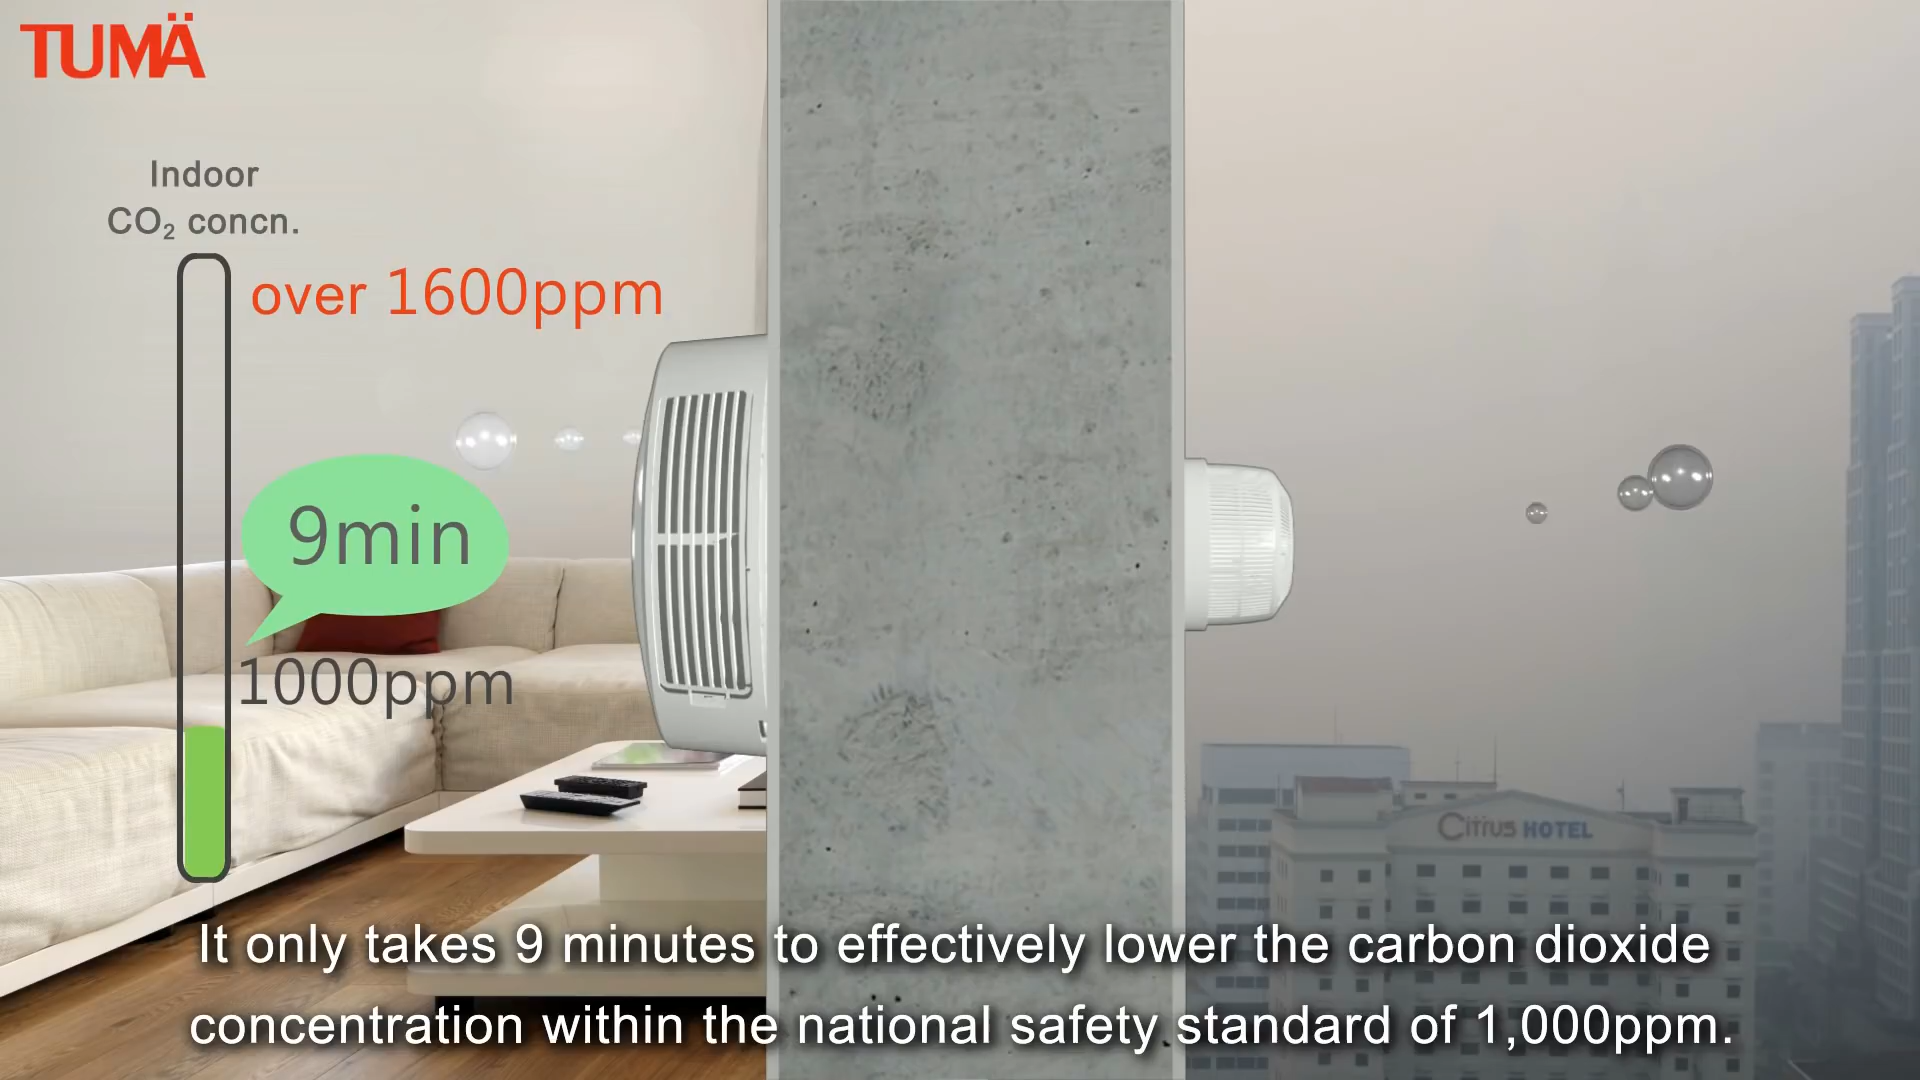 TUMÄ
Indoor
CO₂ concn.
over 1600ppm
9min
1000ppm
Citrus HOTEL
It only takes 9 minutes to effectively lower the carbon dioxide
concentration within the national safety standard of 1,000ppm.